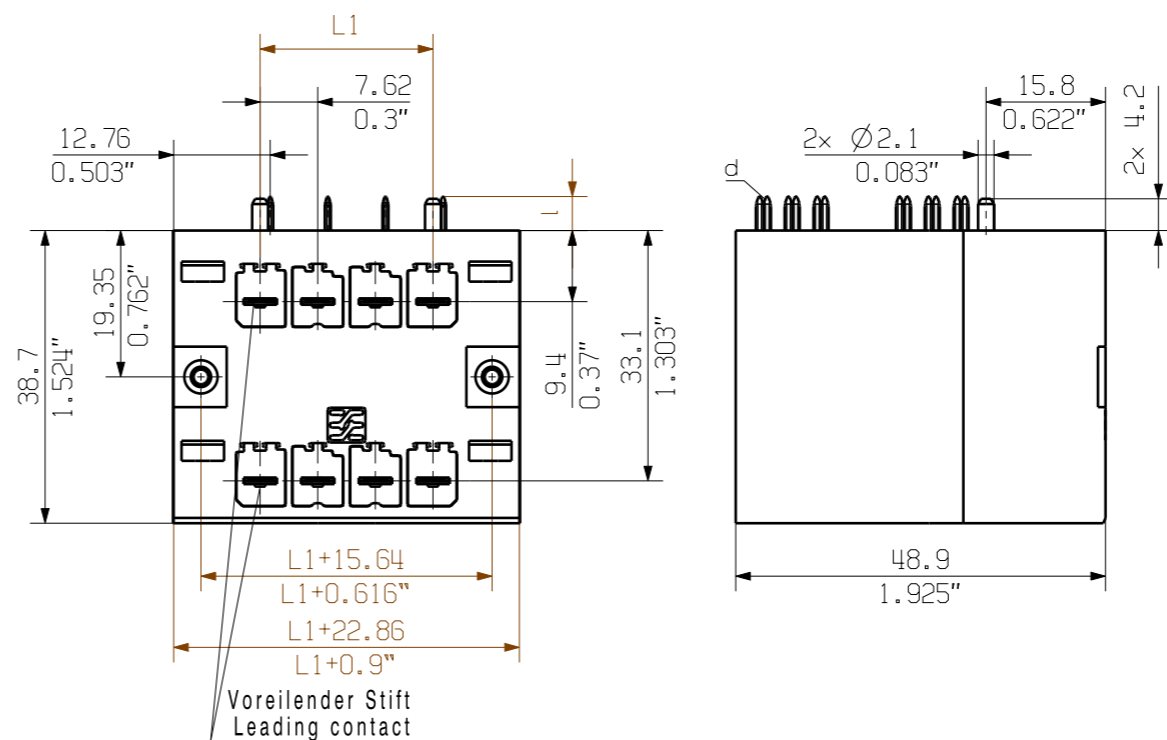 L1
7.62
0.3"
12.76
0.503"
l
19.35
0.762"
38.7
1.524"
9.4
0.37"
33.1
1.303"
L1+15.64
L1+0.616"
L1+22.86
L1+0.9"
Voreilender Stift
Leading contact
15.8
0.622"
2x Ø2.1
0.083"
2x 4.2
d
48.9
1.925"